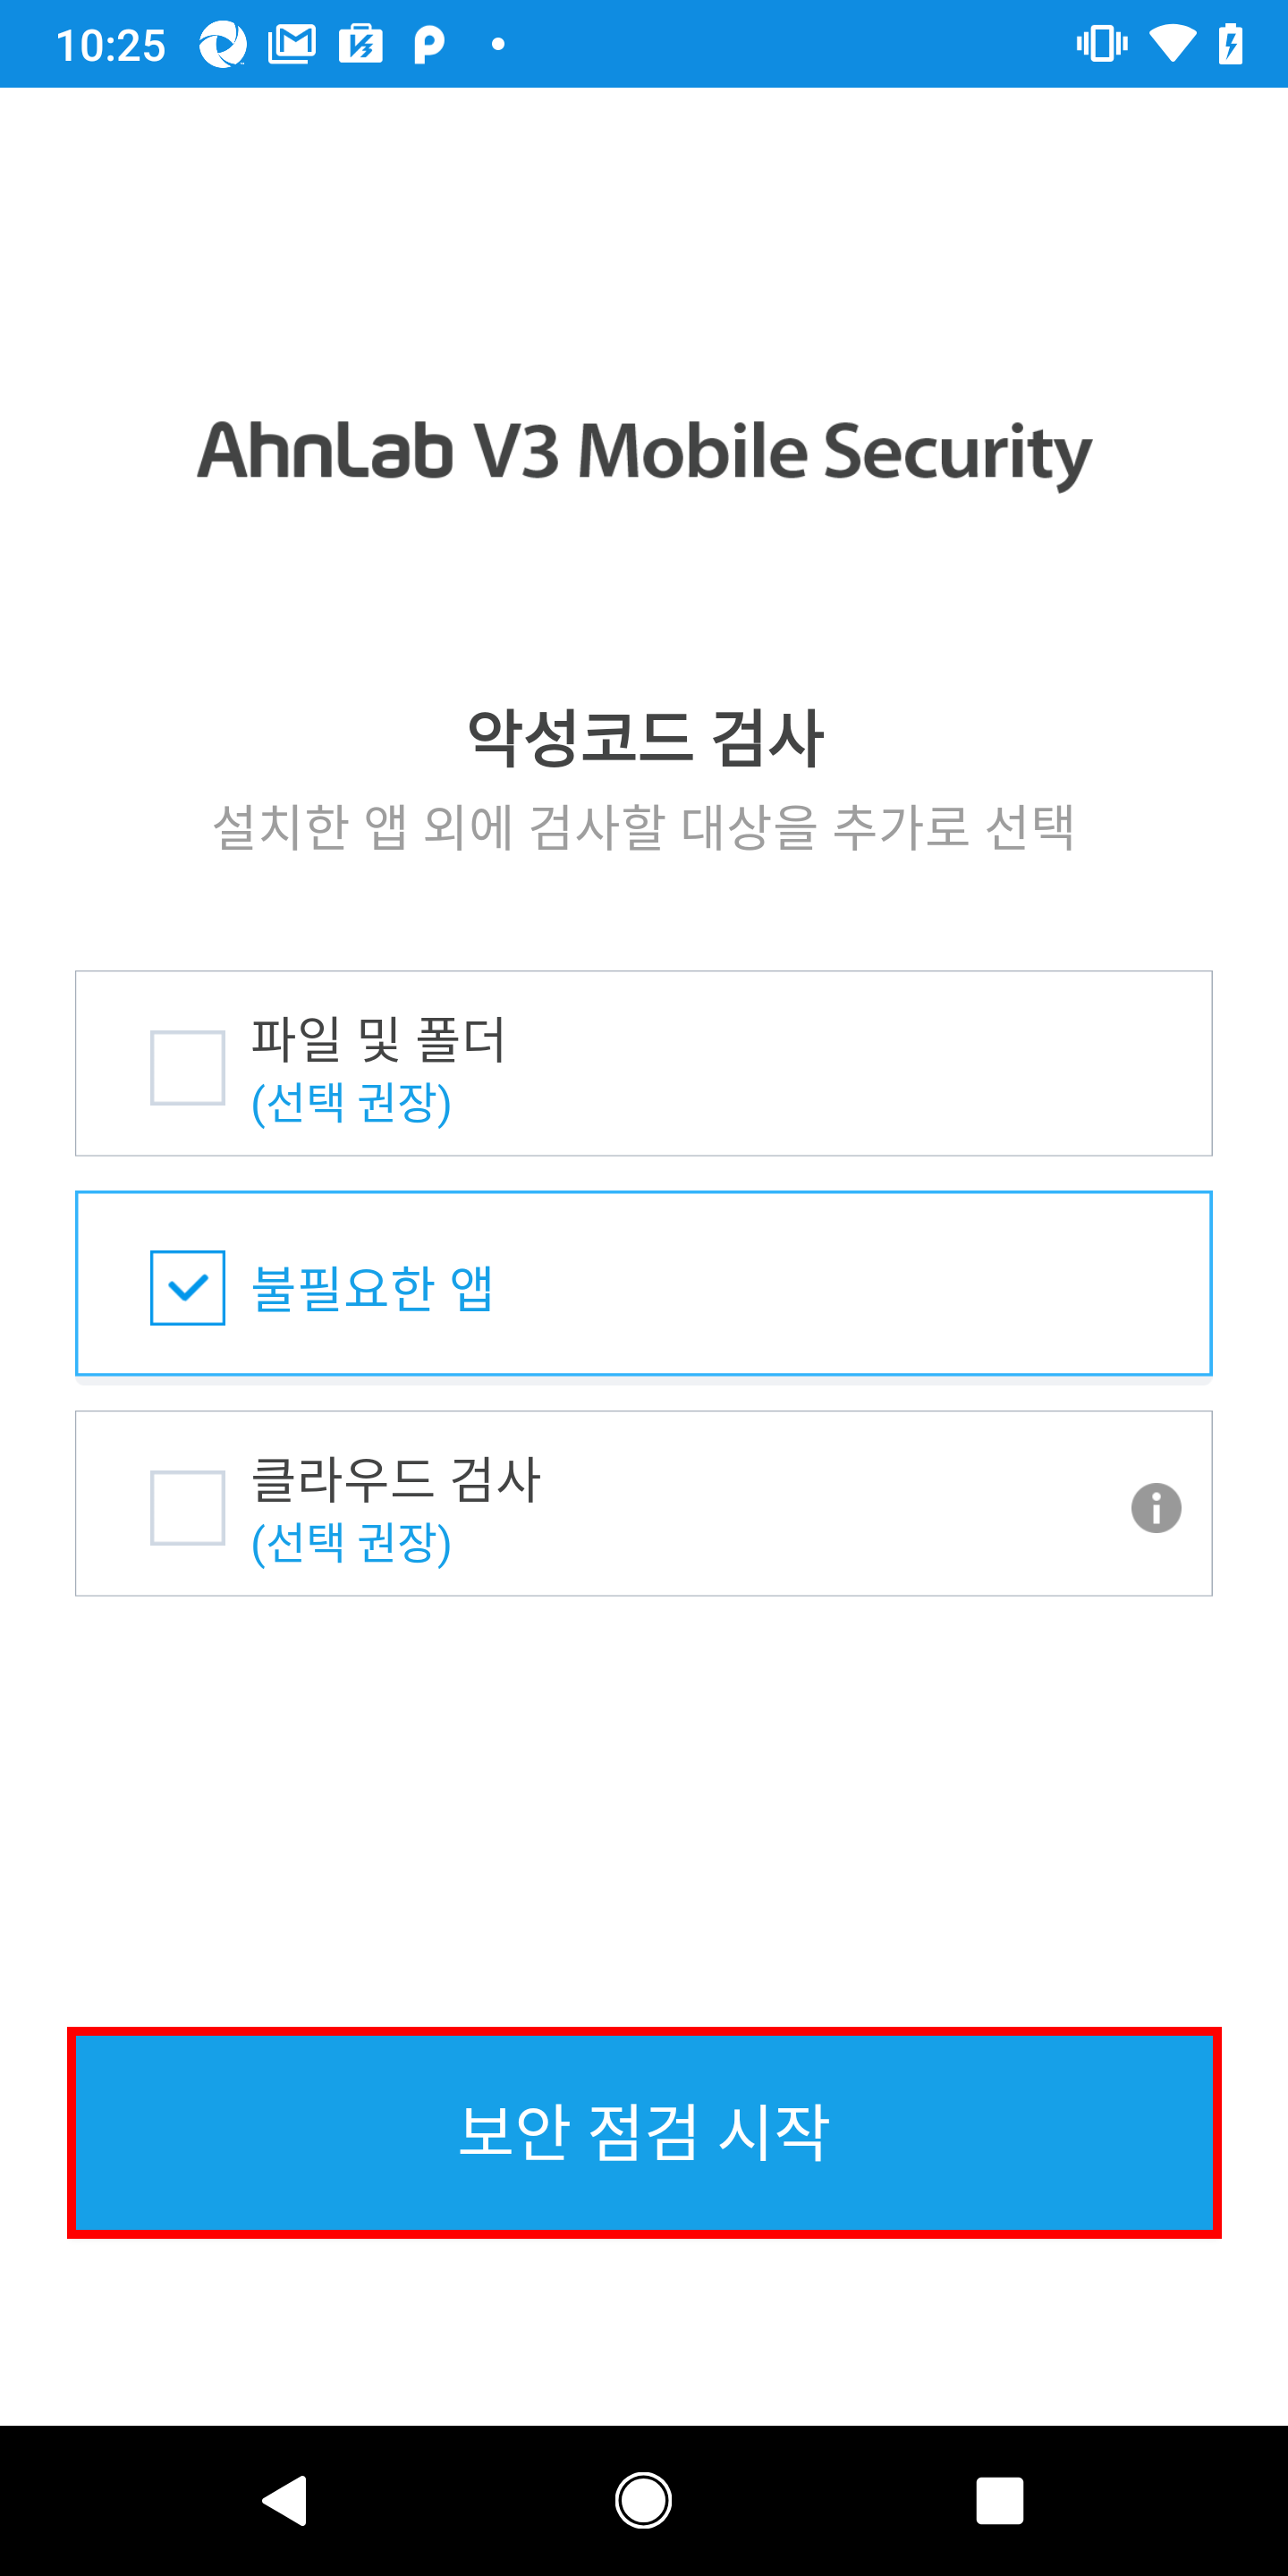 10:25
AhnLab V3 Mobile Security
악성코드 검사
설치한 앱 외에 검사할 대상을 추가로 선택
파일 및 폴더
(선택 권장)
불필요한 앱
클라우드 검사
(선택 권장)
보안 점검 시작